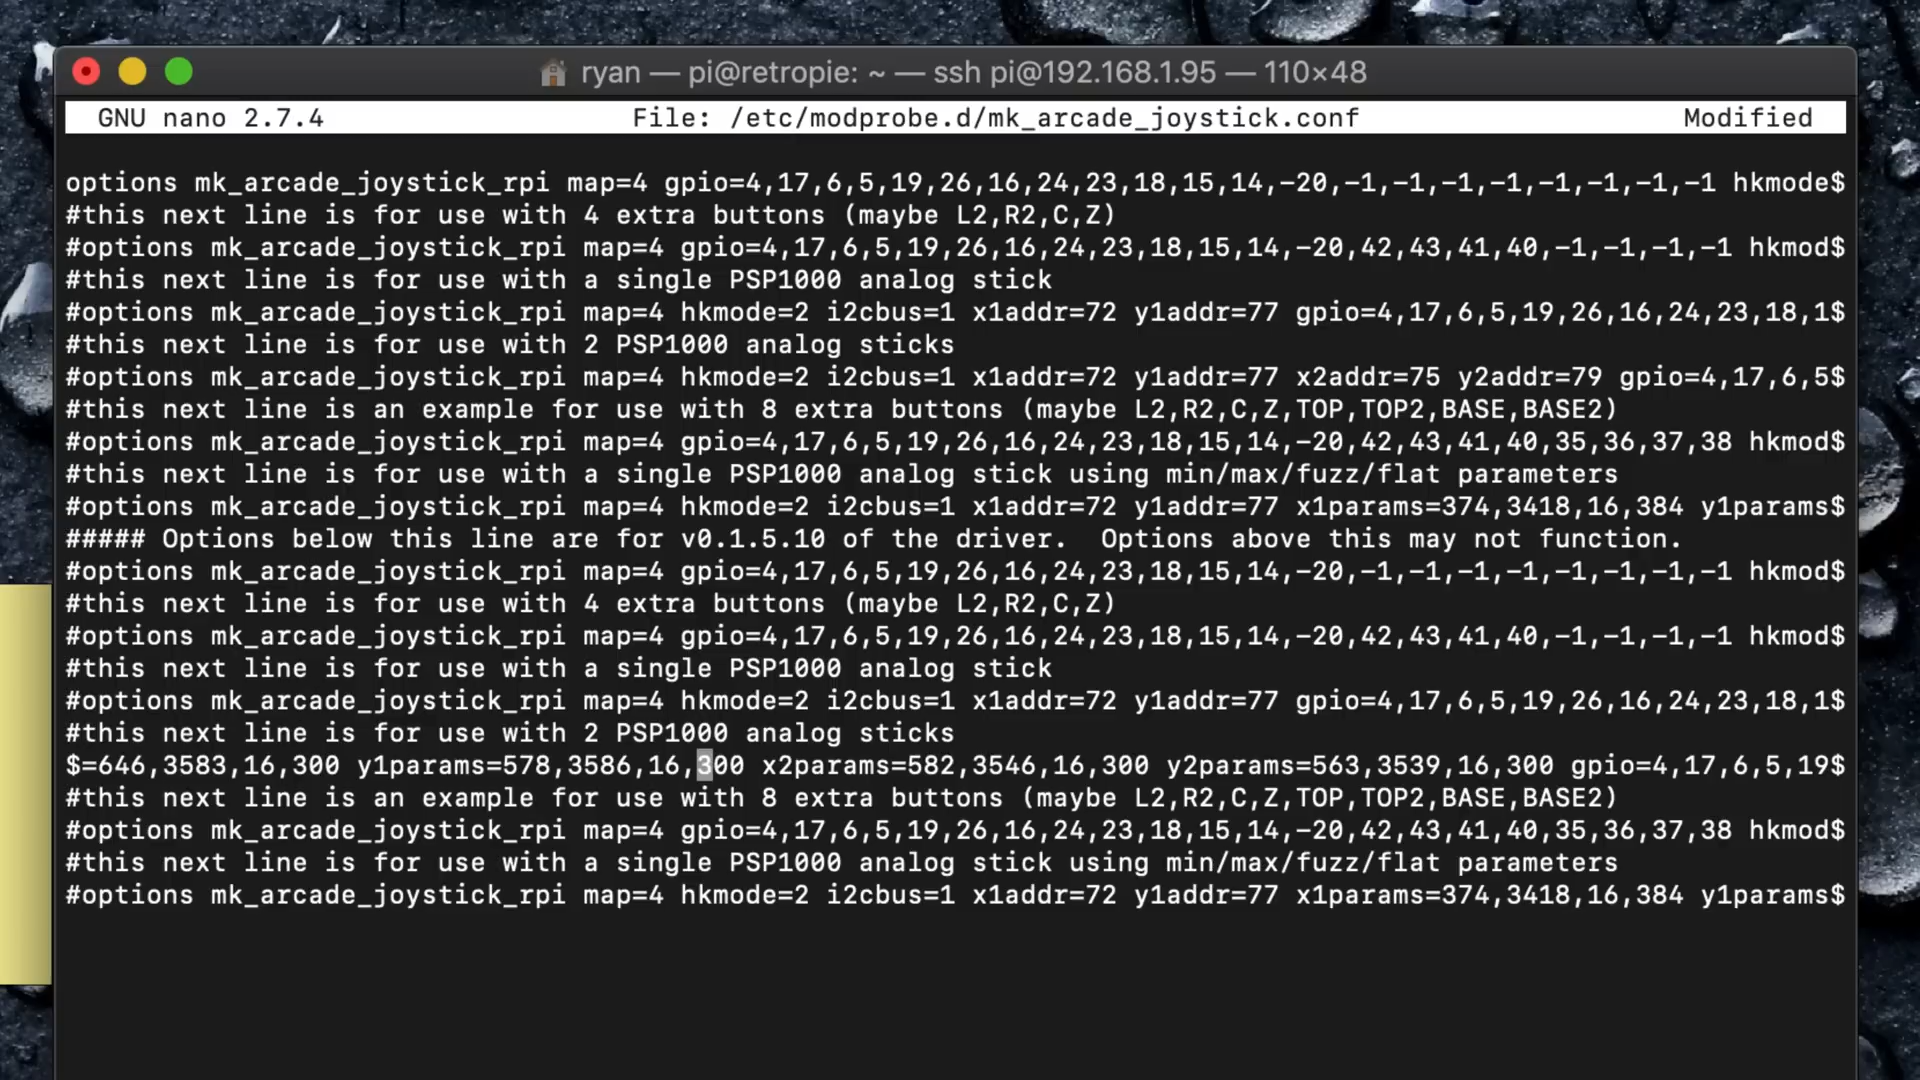 ryan — pi@retropie: ~ — ssh pi@192.168.1.95 — 110×48
GNU nano 2.7.4 File: /etc/modprobe.d/mk_arcade_joystick.conf Modified
options mk_arcade_joystick_rpi map=4 gpio=4,17,6,5,19,26,16,24,23,18,15,14,-20,-1,-1,-1,-1,-1,-1,-1,-1 hkmode$
#this next line is for use with 4 extra buttons (maybe L2,R2,C,Z)
#options mk_arcade_joystick_rpi map=4 gpio=4,17,6,5,19,26,16,24,23,18,15,14,-20,42,43,41,40,-1,-1,-1,-1 hkmod$
#this next line is for use with a single PSP1000 analog stick
#options mk_arcade_joystick_rpi map=4 hkmode=2 i2cbus=1 x1addr=72 y1addr=77 gpio=4,17,6,5,19,26,16,24,23,18,1$
#this next line is for use with 2 PSP1000 analog sticks
#options mk_arcade_joystick_rpi map=4 hkmode=2 i2cbus=1 x1addr=72 y1addr=77 x2addr=75 y2addr=79 gpio=4,17,6,5$
#this next line is an example for use with 8 extra buttons (maybe L2,R2,C,Z,TOP,TOP2,BASE,BASE2)
#options mk_arcade_joystick_rpi map=4 gpio=4,17,6,5,19,26,16,24,23,18,15,14,-20,42,43,41,40,35,36,37,38 hkmod$
#this next line is for use with a single PSP1000 analog stick using min/max/fuzz/flat parameters
#options mk_arcade_joystick_rpi map=4 hkmode=2 i2cbus=1 x1addr=72 y1addr=77 x1params=374,3418,16,384 y1params$
##### Options below this line are for v0.1.5.10 of the driver.  Options above this may not function.
#options mk_arcade_joystick_rpi map=4 gpio=4,17,6,5,19,26,16,24,23,18,15,14,-20,-1,-1,-1,-1,-1,-1,-1,-1 hkmod$
#this next line is for use with 4 extra buttons (maybe L2,R2,C,Z)
#options mk_arcade_joystick_rpi map=4 gpio=4,17,6,5,19,26,16,24,23,18,15,14,-20,42,43,41,40,-1,-1,-1,-1 hkmod$
#this next line is for use with a single PSP1000 analog stick
#options mk_arcade_joystick_rpi map=4 hkmode=2 i2cbus=1 x1addr=72 y1addr=77 gpio=4,17,6,5,19,26,16,24,23,18,1$
#this next line is for use with 2 PSP1000 analog sticks
$=646,3583,16,300 y1params=578,3586,16,300 x2params=582,3546,16,300 y2params=563,3539,16,300 gpio=4,17,6,5,19$
#this next line is an example for use with 8 extra buttons (maybe L2,R2,C,Z,TOP,TOP2,BASE,BASE2)
#options mk_arcade_joystick_rpi map=4 gpio=4,17,6,5,19,26,16,24,23,18,15,14,-20,42,43,41,40,35,36,37,38 hkmod$
#this next line is for use with a single PSP1000 analog stick using min/max/fuzz/flat parameters
#options mk_arcade_joystick_rpi map=4 hkmode=2 i2cbus=1 x1addr=72 y1addr=77 x1params=374,3418,16,384 y1params$